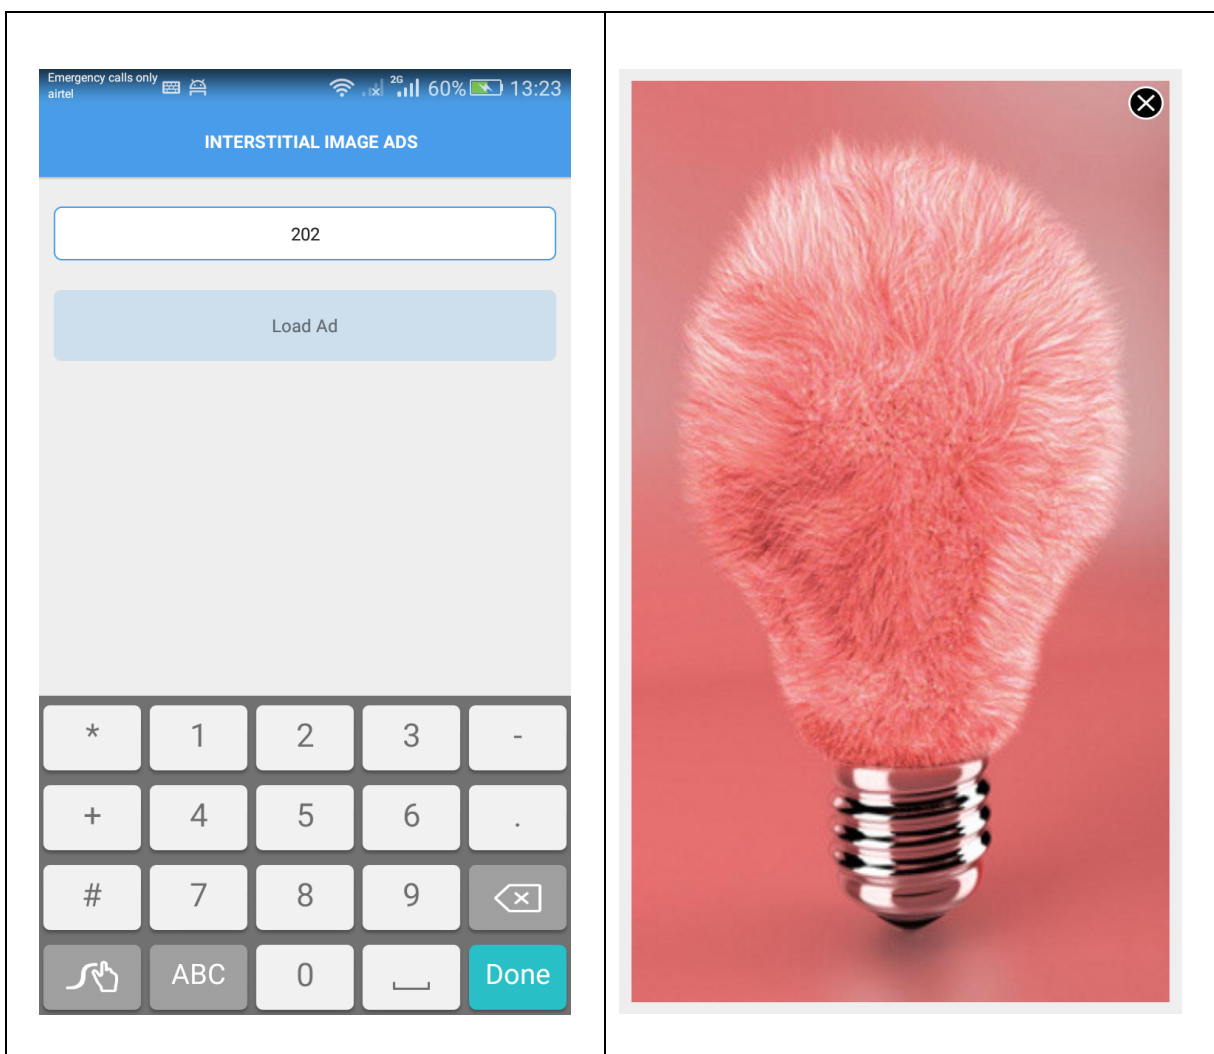 Emergency calls only
airtel
2G 60% 13:23
INTERSTITIAL IMAGE ADS
202
Load Ad
* 1 2 3 -
+ 4 5 6 .
# 7 8 9
ABC 0 Done